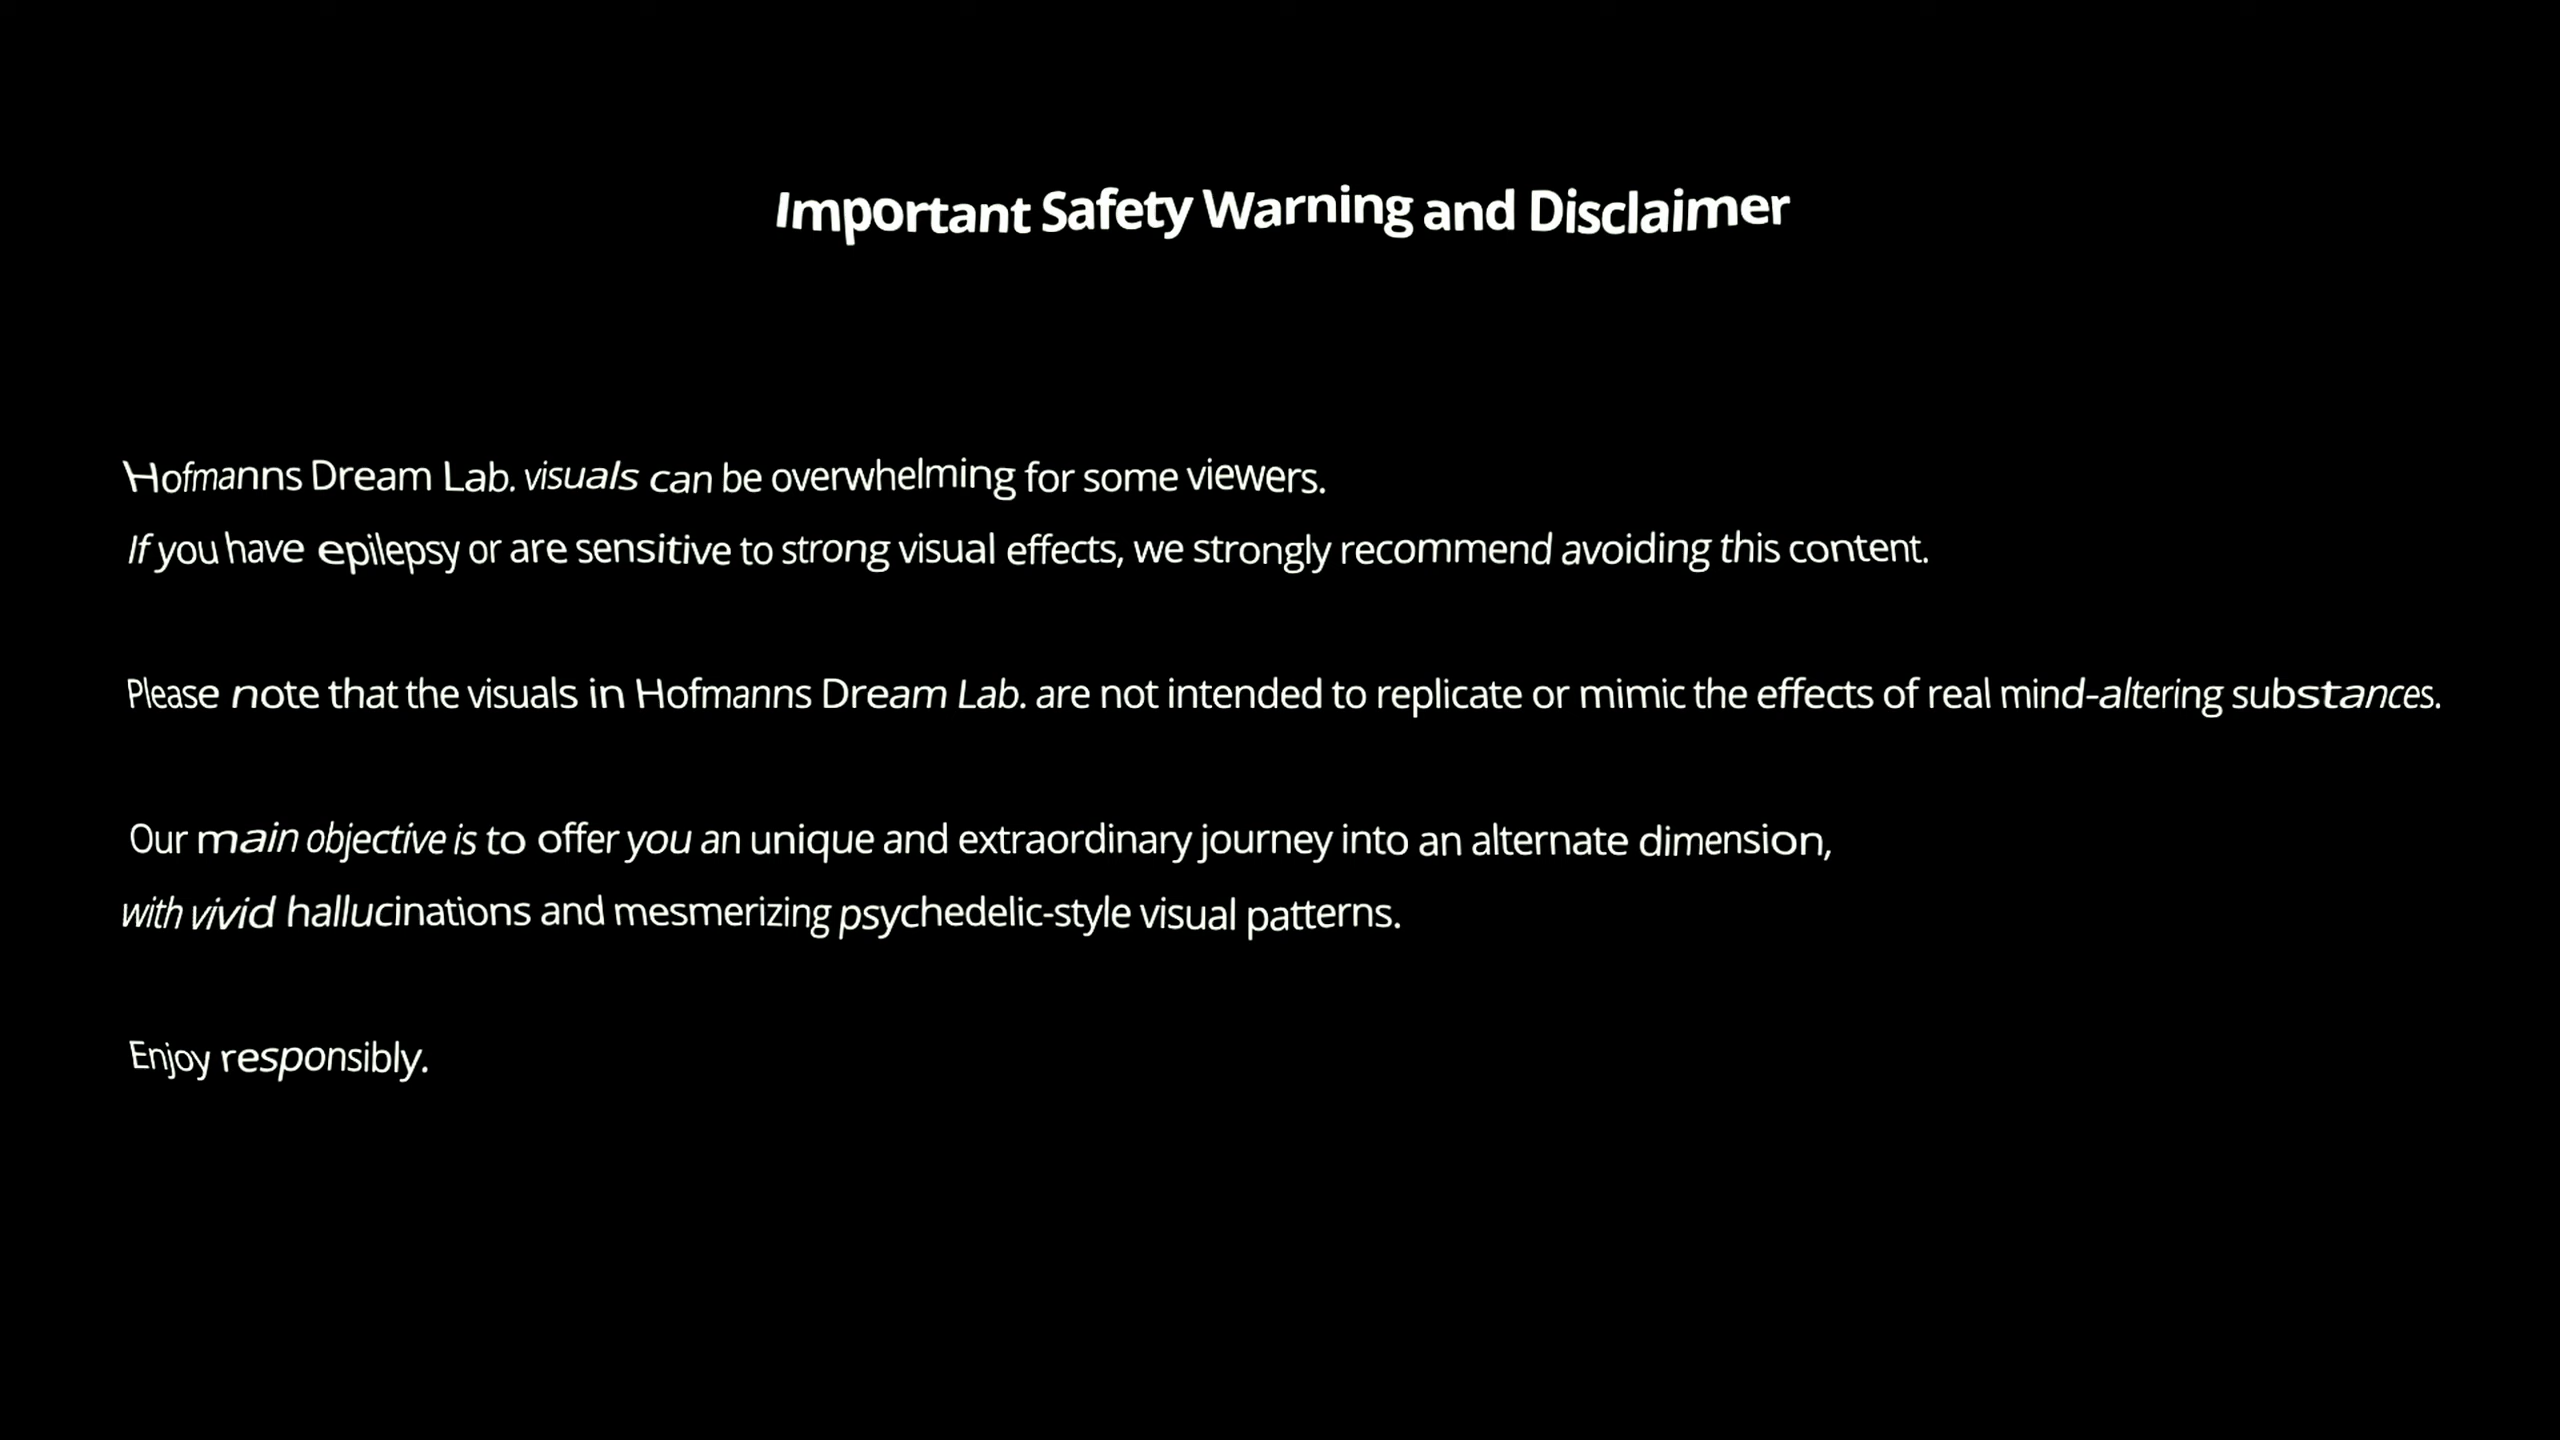 Important Safety Warning and Disclaimer
Hofmanns Dream Lab. visuals can be overwhelming for some viewers.
If you have epilepsy or are sensitive to strong visual effects, we strongly recommend avoiding this content.
Please note that the visuals in Hofmanns Dream Lab. are not intended to replicate or mimic the effects of real mind-altering substances.
Our main objective is to offer you an unique and extraordinary journey into an alternate dimension,
with vivid hallucinations and mesmerizing psychedelic-style visual patterns.
Enjoy responsibly.